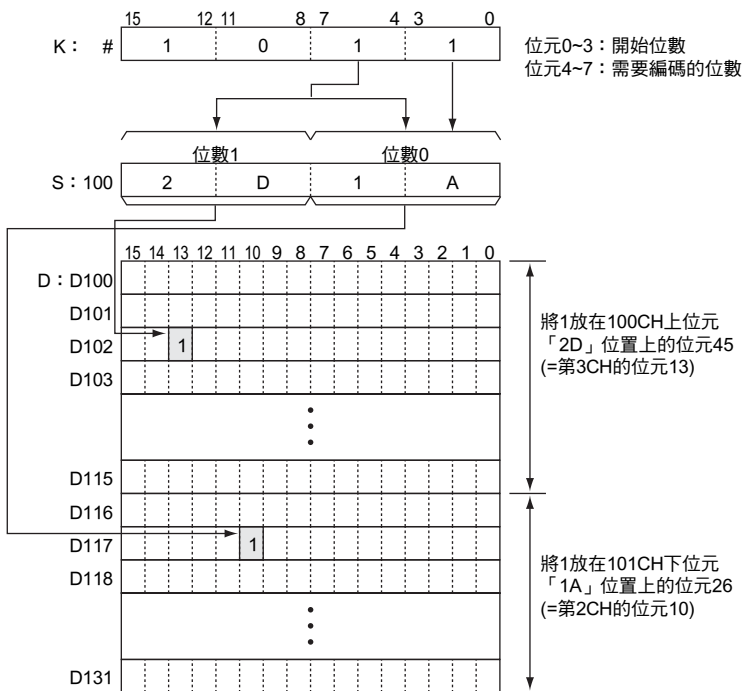 15 12 11 8 7 4 3 0
K: # 1 0 1 1
位元0~3:開始位數
位元4~7:需要編碼的位數
位數1 位數0
S:100 2 D 1 A
15 14 13 12 11 10 9 8 7 6 5 4 3 2 1 0
D:D100
D101
D102 1
D103
將1放在100CH上位元
「2D」位置上的位元45
(=第3CH的位元13)
D115
D116
D117 1
D118
將1放在101CH下位元
「1A」位置上的位元26
(=第2CH的位元10)
D131